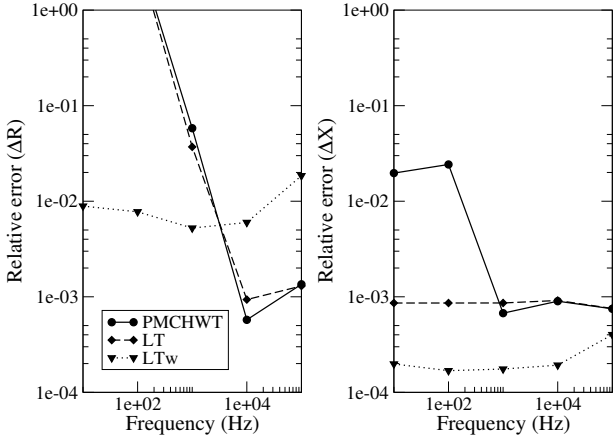 1e+00
1e-01
1e-02
1e-03
1e-04
Relative error (ΔR)
PMCHWT
LT
LTw
1e+02
1e+04
Frequency (Hz)
1e+00
1e-01
1e-02
1e-03
1e-04
Relative error (ΔX)
1e+02
1e+04
Frequency (Hz)